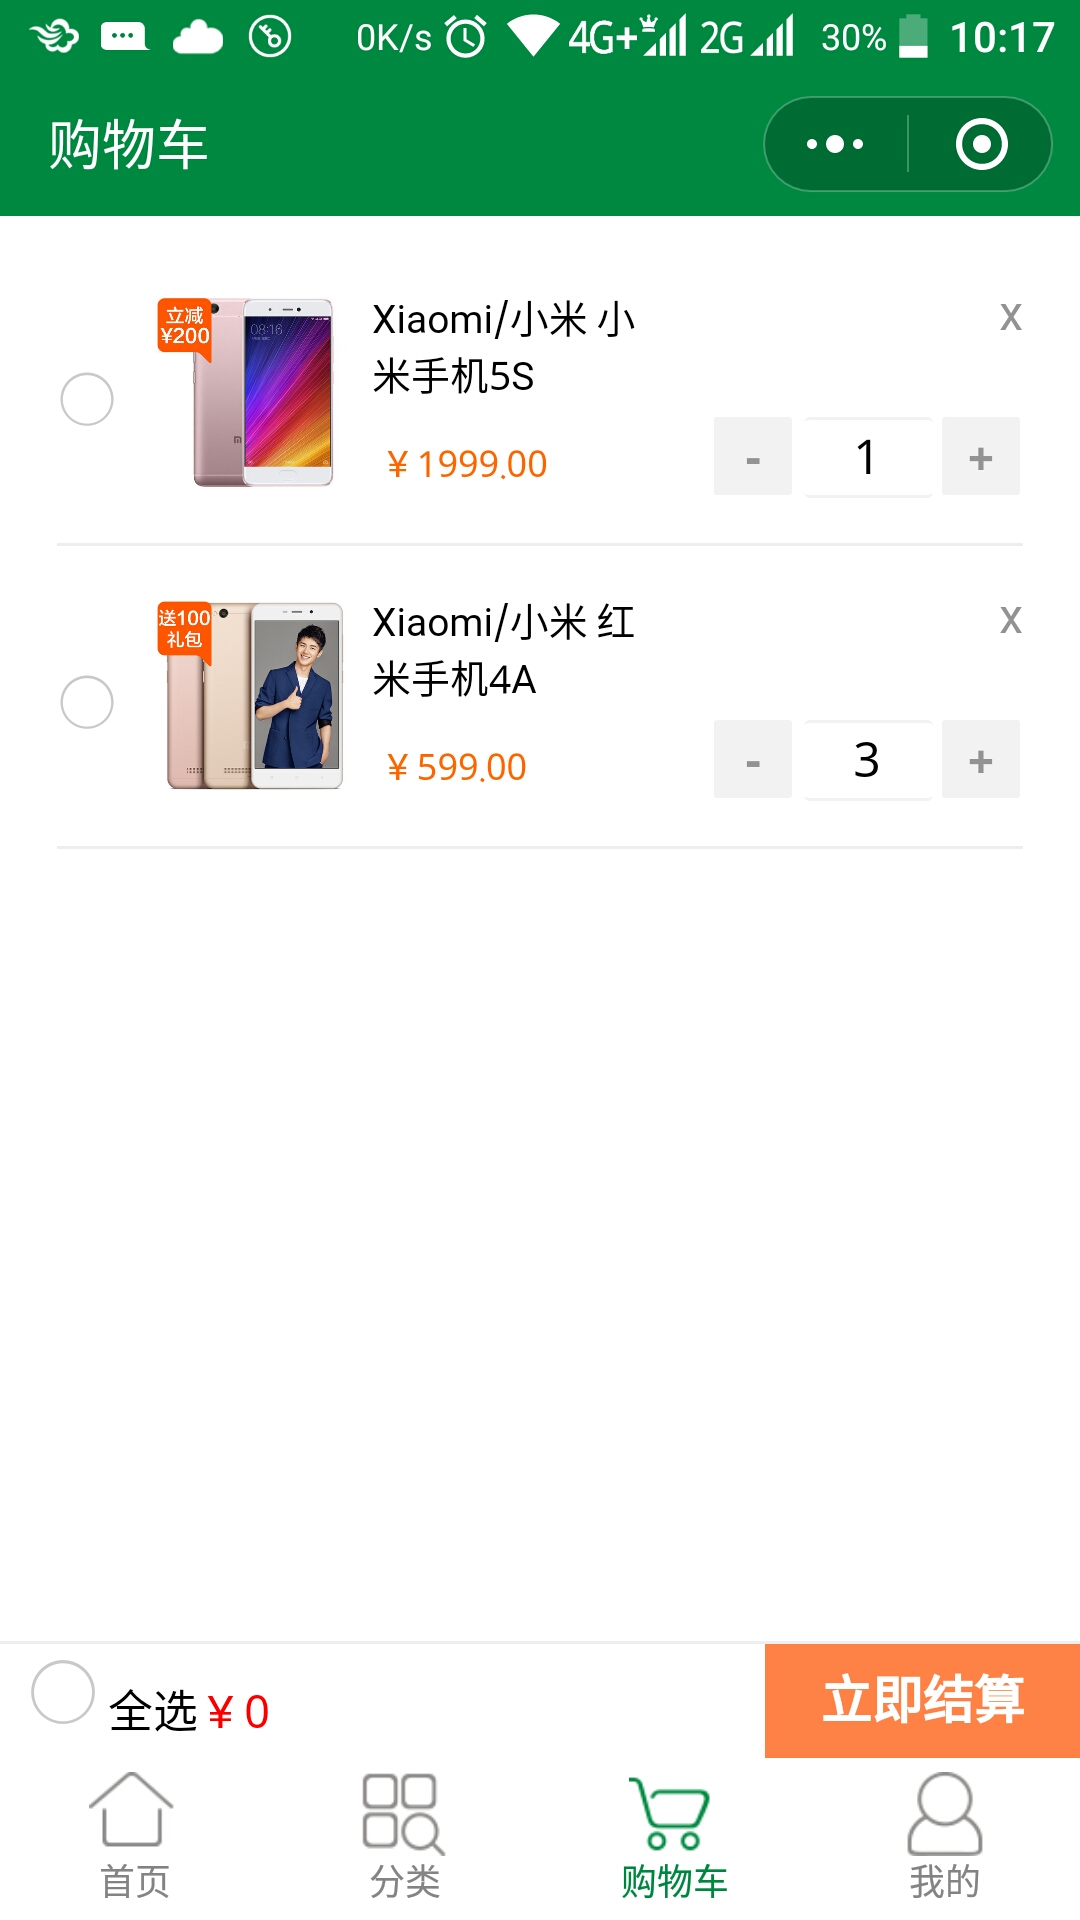 0K/s 4G+ 2G 30% 10:17
购物车
立减
¥200
08:16
Xiaomi/小米 小
米手机5S
X
¥ 1999.00
- 1 +
送100
礼包
Xiaomi/小米 红
米手机4A
X
¥ 599.00
- 3 +
全选 ¥ 0
立即结算
首页 分类 购物车 我的